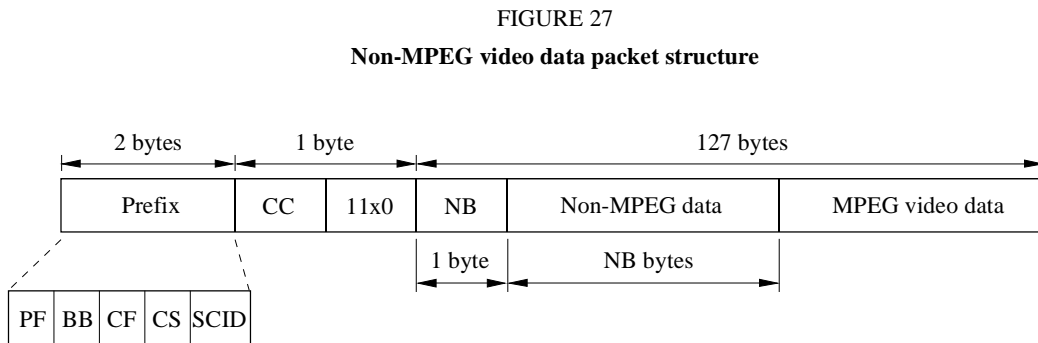 FIGURE 27
Non-MPEG video data packet structure
2 bytes 1 byte 127 bytes
Prefix CC 11x0 NB Non-MPEG data MPEG video data
1 byte NB bytes
PF BB CF CS SCID